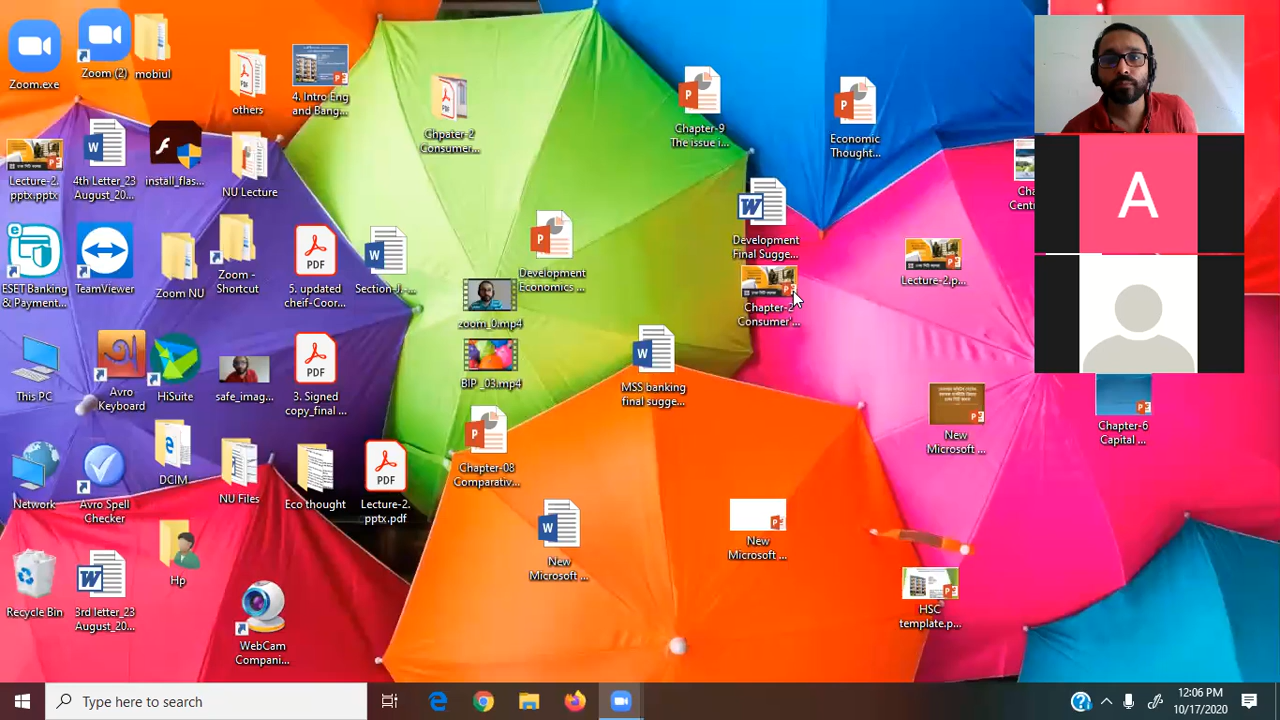 Zoom.exe
Zoom (2)
mobiul
others
4. Intro Eng
and Bang...
Chpater-2
Consumer...
Chapter-9
The issue i...
Economic
Thought...
Lecture-2.
pptx.pptx
4th Letter_23
August_20...
install_flas...
NU Lecture
Development
Final Sugge...
Cha
Centr
A
ESET Banking
& Payment...
TeamViewer
Zoom NU
Zoom -
Shortcut
5. updated
cheif-Coor...
Section-J. -...
Development
Economics ...
zoom_0.mp4
Chapter-2
Consumer'...
Lecture-2.p...
This PC
Avro
Keyboard
HiSuite
safe_imag...
3. Signed
copy_final ...
BIP _03.mp4
MSS banking
final sugge...
New
Microsoft ...
Chapter-6
Capital ...
Network
Avro Spell
Checker
DCIM
NU Files
Eco thought
Lecture-2.
pptx.pdf
Chapter-08
Comparativ...
New
Microsoft ...
New
Microsoft ...
Recycle Bin
3rd letter_23
August_20...
Hp
WebCam
Compani...
HSC
template.p...
Type here to search
12:06 PM
10/17/2020